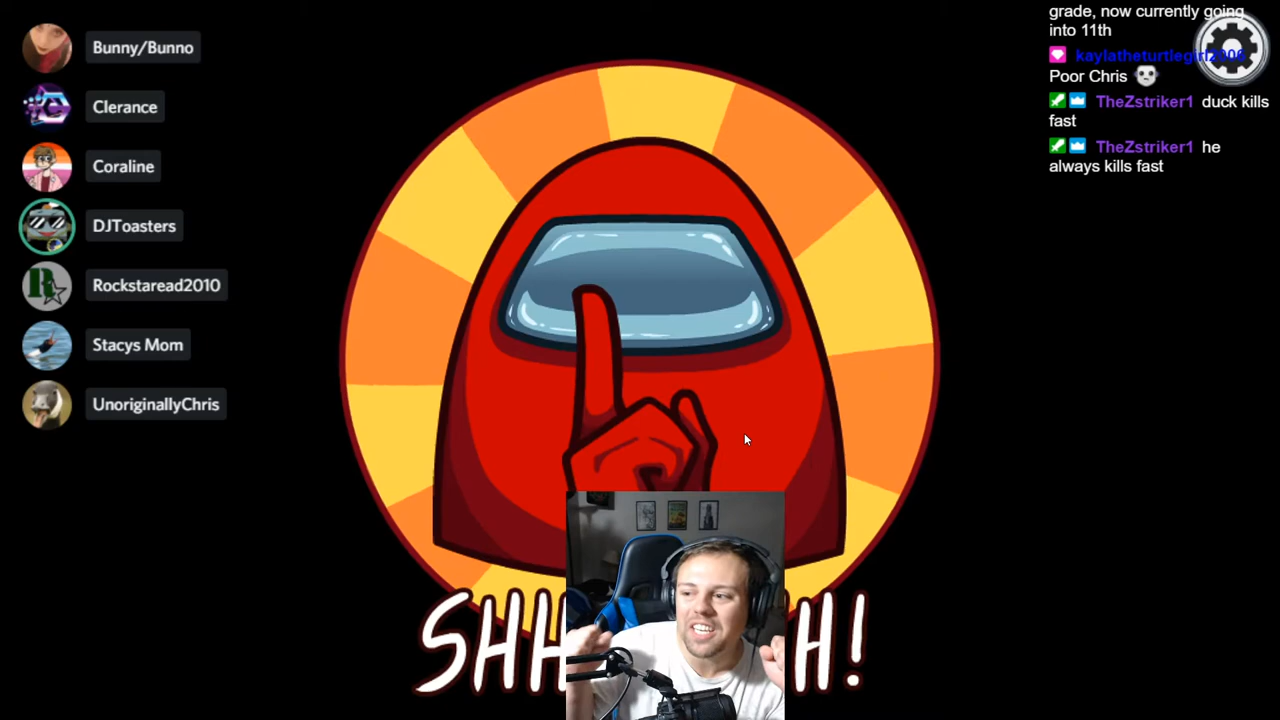 Bunny/Bunno
Clerance
Coraline
DJToasters
Rockstaread2010
Stacys Mom
UnoriginallyChris
grade, now currently going
into 11th
kaylatheturtlegirl2006
Poor Chris
TheZstriker1 duck kills
fast
TheZstriker1 he
always kills fast
SHH H!